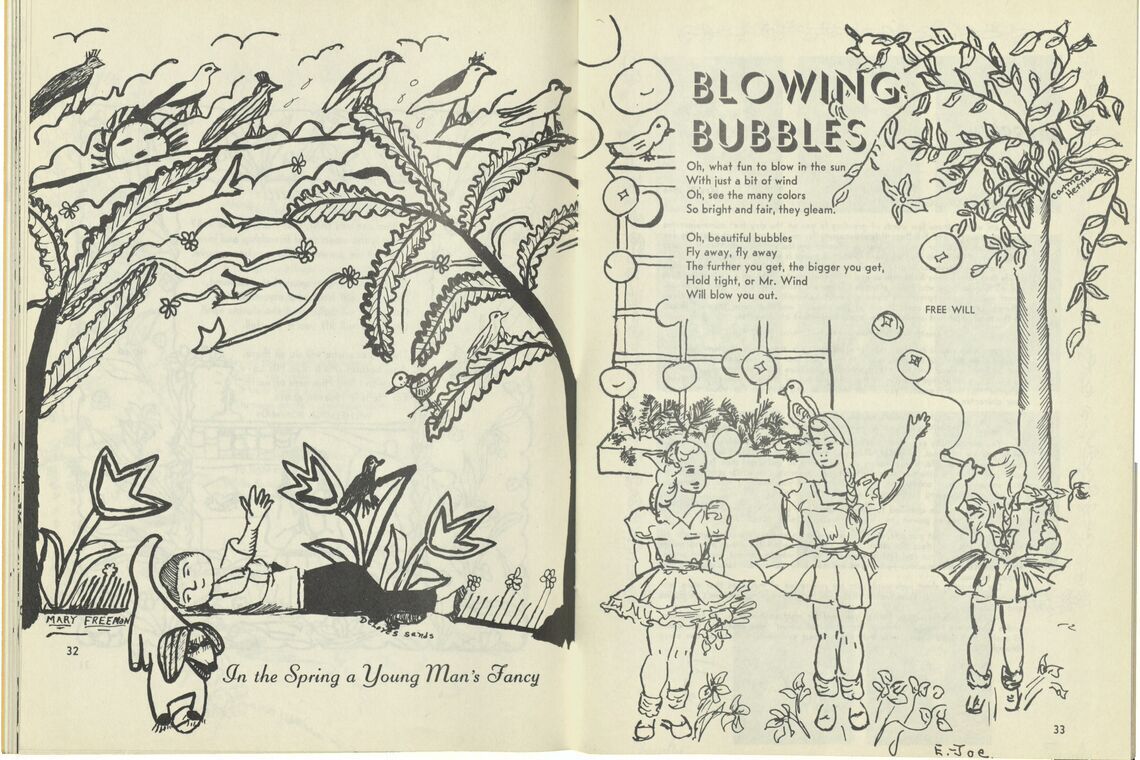 MARY FREEMAN
Delores Sands
32
In the Spring a Young Man's Fancy
BLOWING
BUBBLES
Oh, what fun to blow in the sun
With just a bit of wind
Oh, see the many colors
So bright and fair, they gleam.
Oh, beautiful bubbles
Fly away, fly away
The further you get, the bigger you get,
Hold tight, or Mr. Wind
Will blow you out.
FREE WILL
Carmel
Hernandez
33
E. Joe